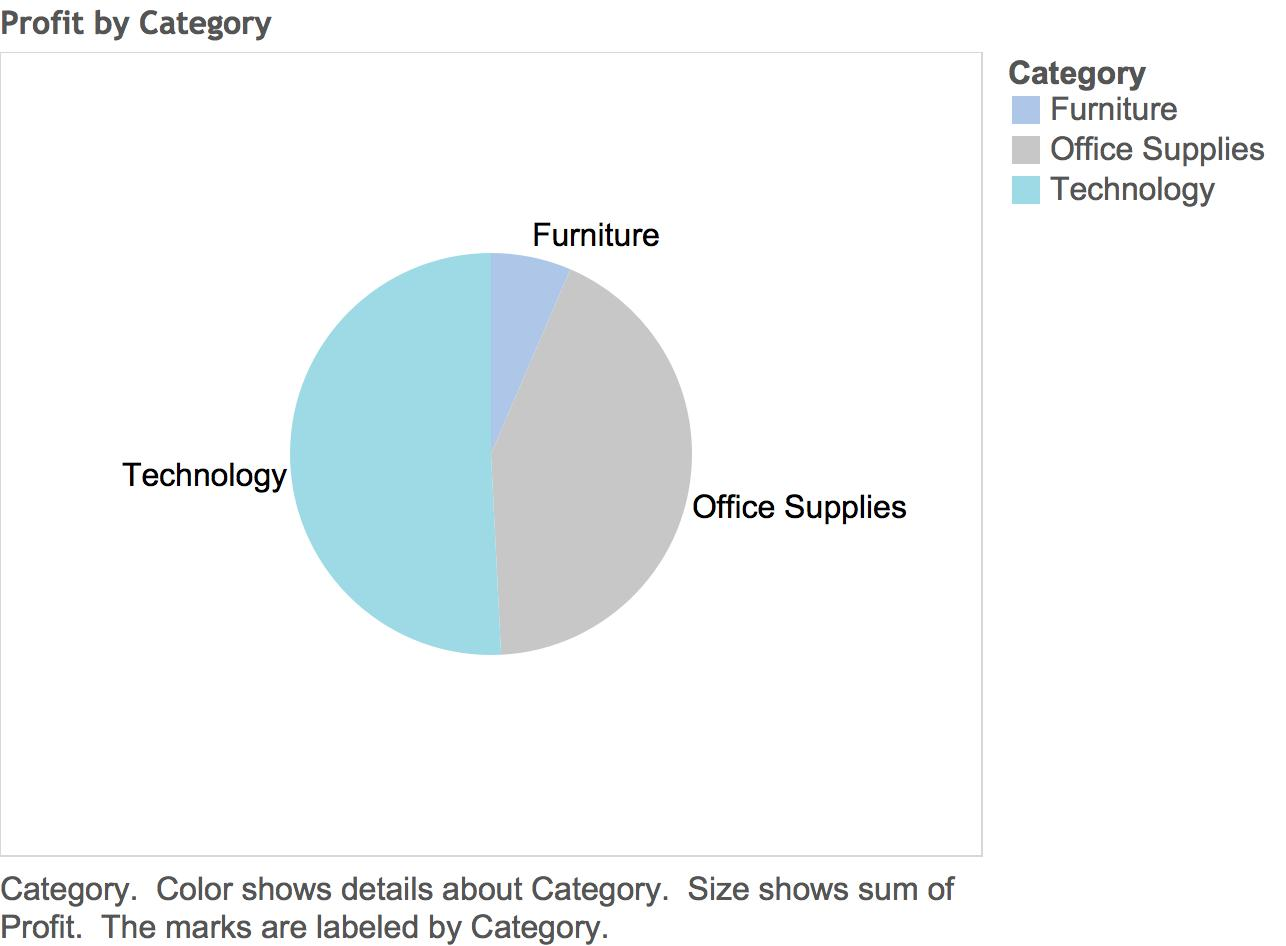 Profit by Category
Category
Furniture
Office Supplies
Technology
Furniture
Technology
Office Supplies
Category.  Color shows details about Category.  Size shows sum of
Profit.  The marks are labeled by Category.